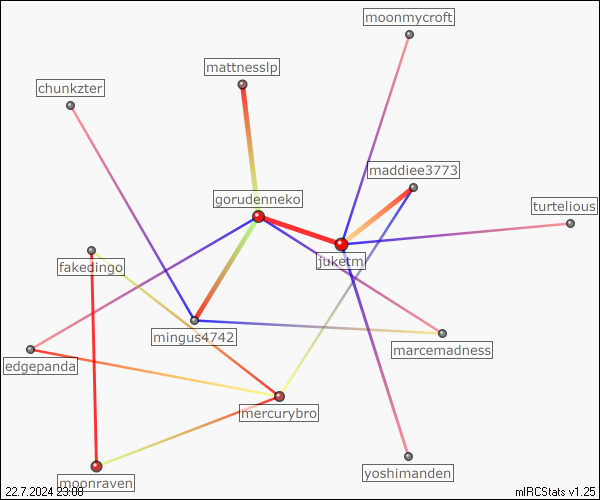 moonmycroft
mattnesslp
chunkzter
maddiee3773
gorudenneko
turtelious
juketm
fakedingo
mingus4742
marcemadness
edgepanda
mercurybro
yoshimanden
moonraven
22.7.2024 23:08
mIRCStats v1.25